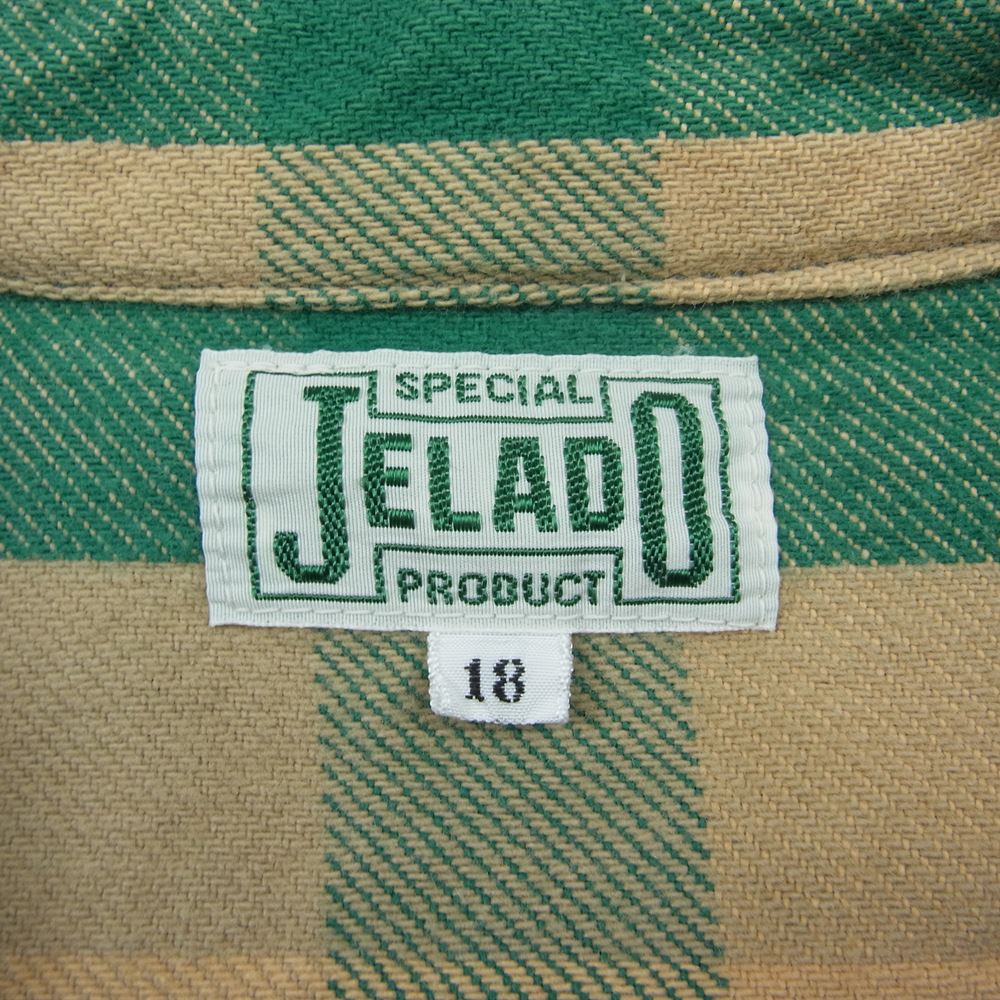 SPECIAL
JELADO
PRODUCT
18